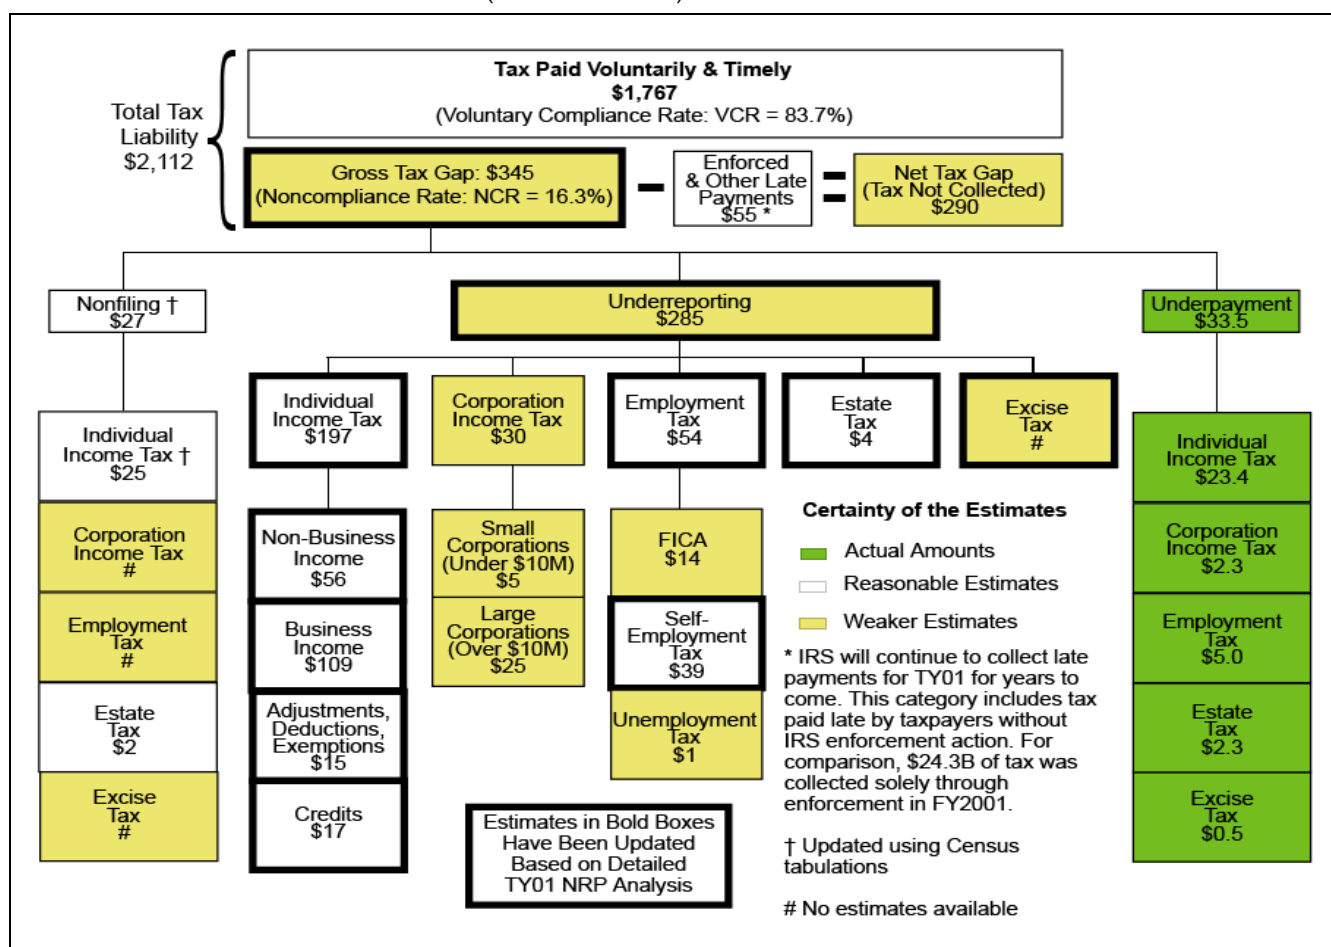 Tax Paid Voluntarily & Timely
$1,767
(Voluntary Compliance Rate: VCR = 83.7%)
Total Tax
Liability
$2,112
Gross Tax Gap: $345
(Noncompliance Rate: NCR = 16.3%)
Enforced
& Other Late
Payments
$55 *
Net Tax Gap
(Tax Not Collected)
$290
Nonfiling †
$27
Underreporting
$285
Underpayment
$33.5
Individual
Income Tax †
$25
Corporation
Income Tax
#
Employment
Tax
#
Estate
Tax
$2
Excise
Tax
#
Individual
Income Tax
$197
Non-Business
Income
$56
Business
Income
$109
Adjustments,
Deductions,
Exemptions
$15
Credits
$17
Corporation
Income Tax
$30
Small
Corporations
(Under $10M)
$5
Large
Corporations
(Over $10M)
$25
Employment
Tax
$54
FICA
$14
Self-
Employment
Tax
$39
Unemployment
Tax
$1
Estate
Tax
$4
Excise
Tax
#
Individual
Income Tax
$23.4
Corporation
Income Tax
$2.3
Employment
Tax
$5.0
Estate
Tax
$2.3
Excise
Tax
$0.5
Certainty of the Estimates
Actual Amounts
Reasonable Estimates
Weaker Estimates
* IRS will continue to collect late
payments for TY01 for years to
come. This category includes tax
paid late by taxpayers without
IRS enforcement action. For
comparison, $24.3B of tax was
collected solely through
enforcement in FY2001.
† Updated using Census
tabulations
# No estimates available
Estimates in Bold Boxes
Have Been Updated
Based on Detailed
TY01 NRP Analysis